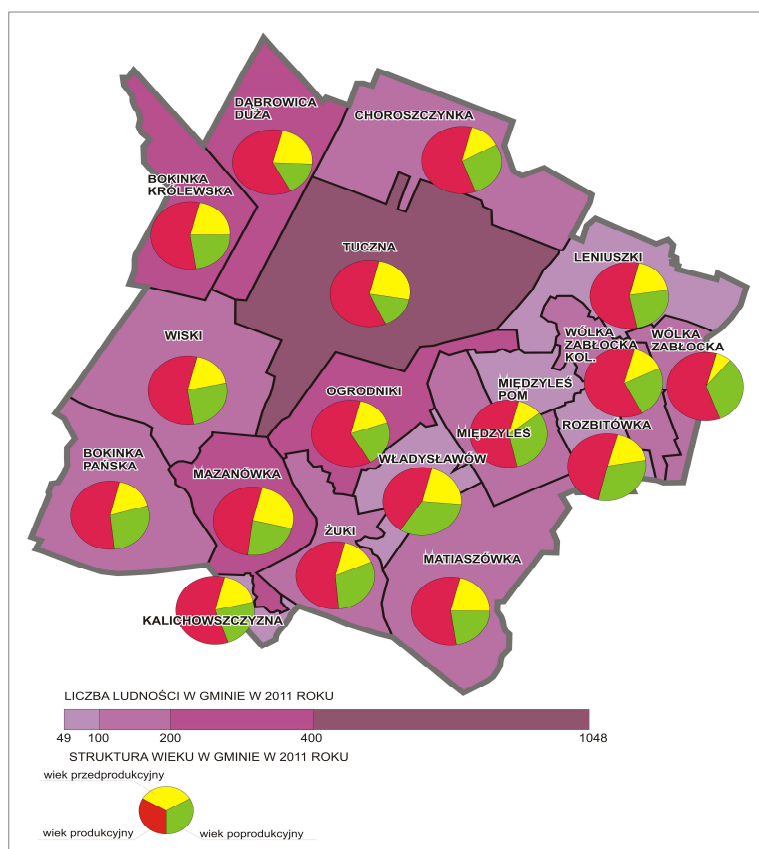 DĄBROWICA
DUŻA
CHOROSZCZYNKA
BOKINKA
KRÓLEWSKA
TUCZNA
LENIUSZKI
WISKI
WÓLKA
ZABŁOCKA
KOL.
WÓLKA
ZABŁOCKA
OGRODNIKI
MIĘDZYLEŚ
POM
MIĘDZYLEŚ
ROZBITÓWKA
BOKINKA
PAŃSKA
MAZANÓWKA
WŁADYSŁAWÓW
ŻUKI
MATIASZÓWKA
KALICHOWSZCZYZNA
LICZBA LUDNOŚCI W GMINIE W 2011 ROKU
49 100 200 400 1048
STRUKTURA WIEKU W GMINIE W 2011 ROKU
wiek przedprodukcyjny
wiek produkcyjny wiek poprodukcyjny